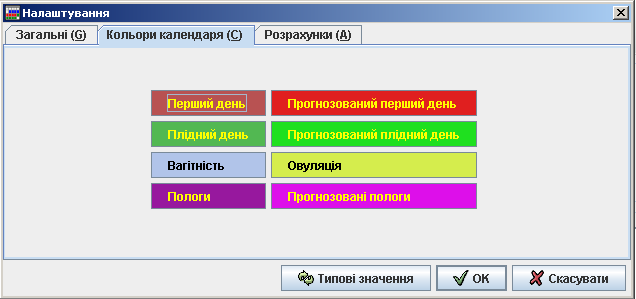 Налаштування
Загальні (G) Кольори календаря (C) Розрахунки (A)
Перший день Прогнозований перший день
Плідний день Прогнозований плідний день
Вагітність Овуляція
Пологи Прогнозовані пологи
Типові значення OK Скасувати